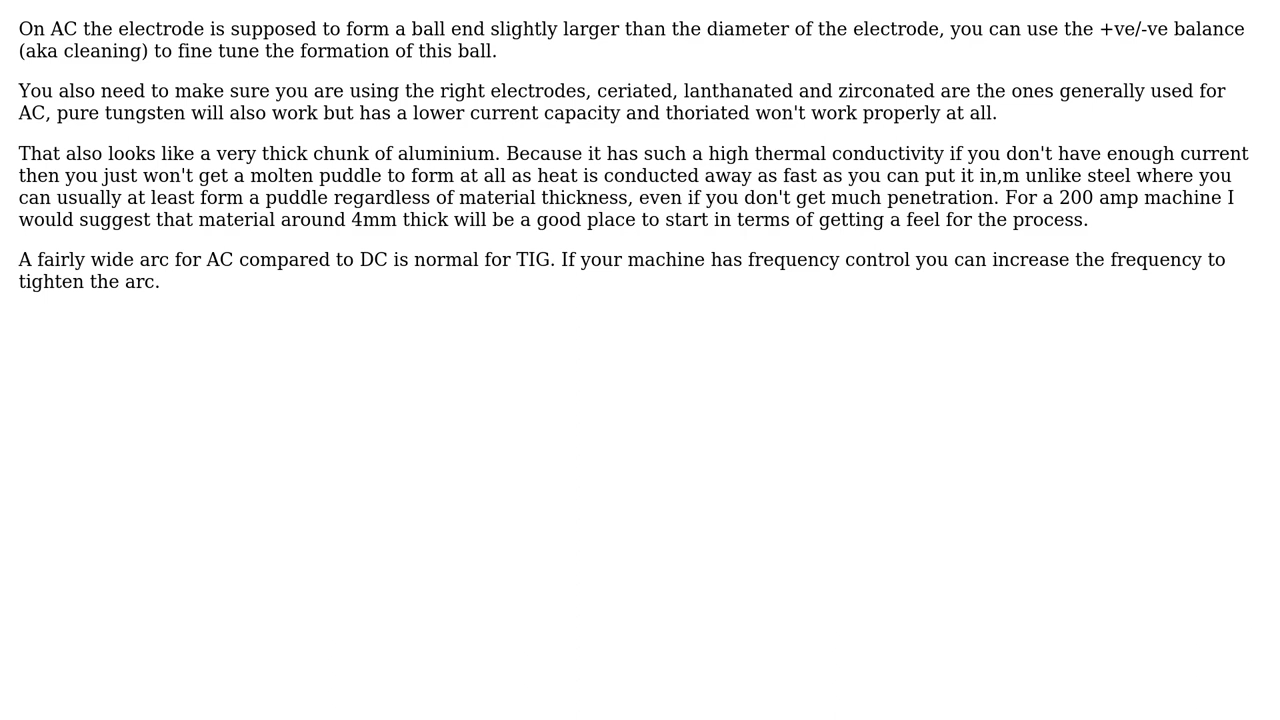 On AC the electrode is supposed to form a ball end slightly larger than the diameter of the electrode, you can use the +ve/-ve balance
(aka cleaning) to fine tune the formation of this ball.
You also need to make sure you are using the right electrodes, ceriated, lanthanated and zirconated are the ones generally used for
AC, pure tungsten will also work but has a lower current capacity and thoriated won't work properly at all.
That also looks like a very thick chunk of aluminium. Because it has such a high thermal conductivity if you don't have enough current
then you just won't get a molten puddle to form at all as heat is conducted away as fast as you can put it in,m unlike steel where you
can usually at least form a puddle regardless of material thickness, even if you don't get much penetration. For a 200 amp machine I
would suggest that material around 4mm thick will be a good place to start in terms of getting a feel for the process.
A fairly wide arc for AC compared to DC is normal for TIG. If your machine has frequency control you can increase the frequency to
tighten the arc.